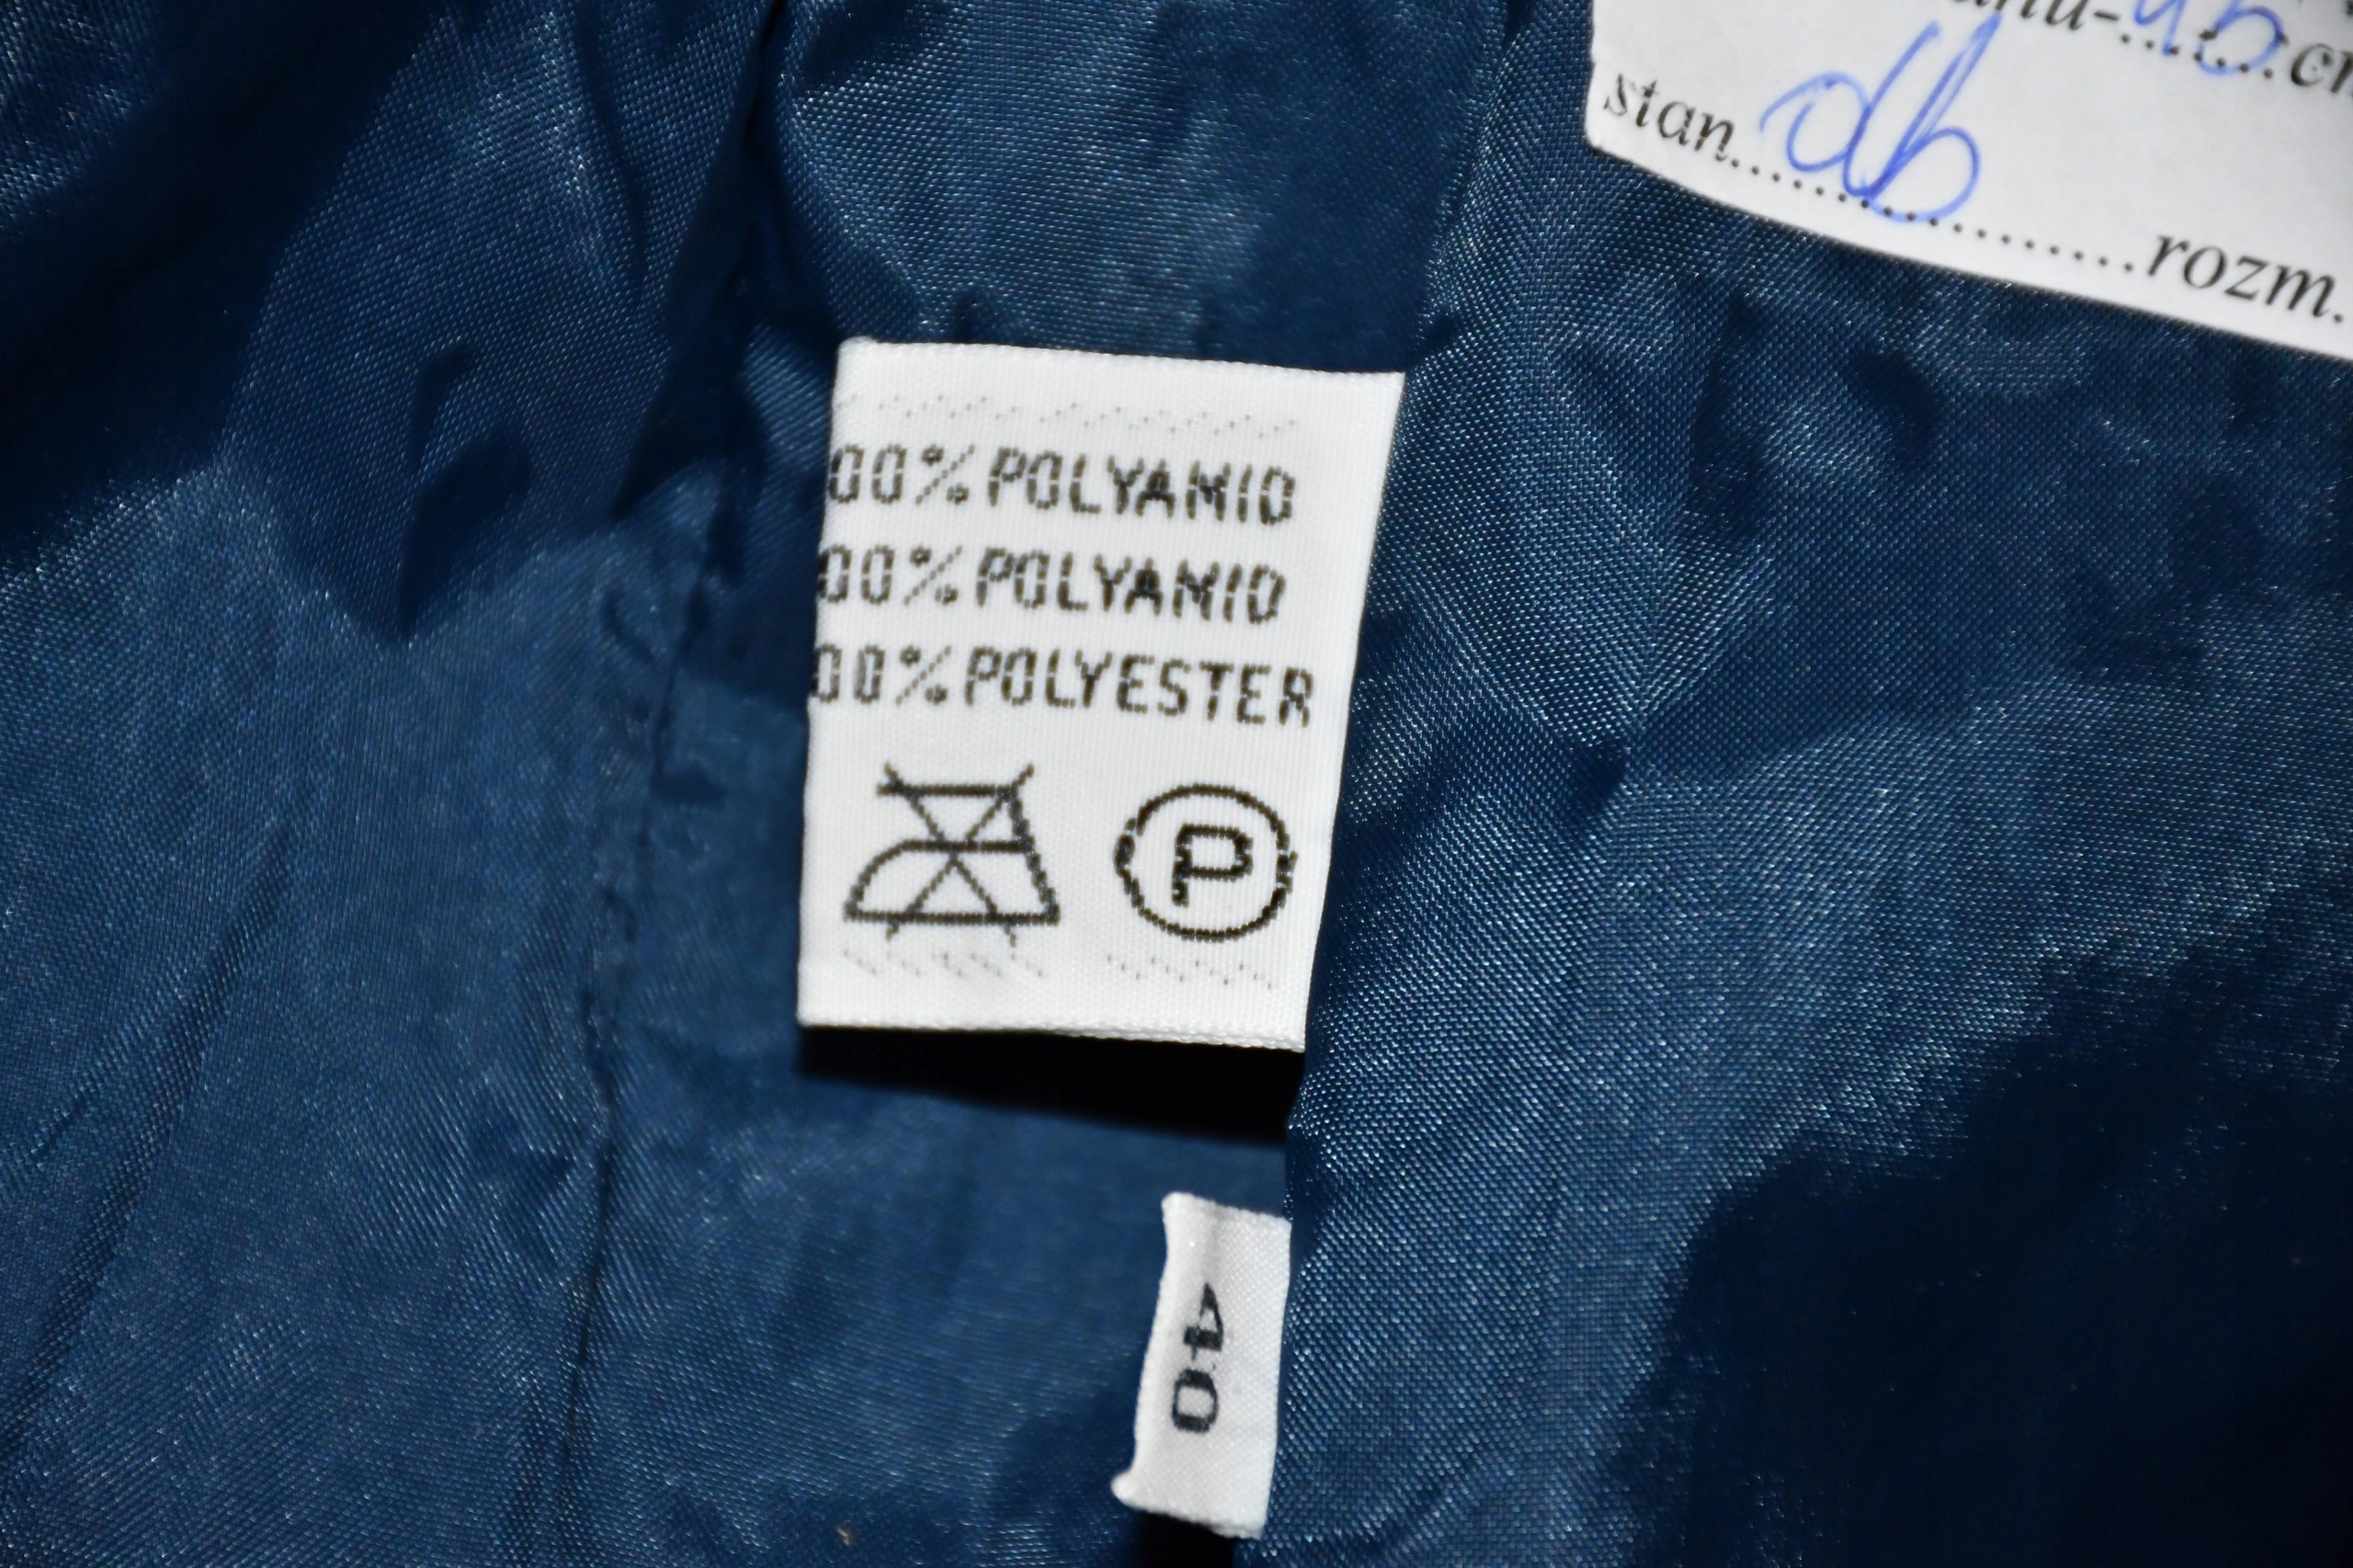 stan.......db..................rozm.
00% POLYAMID
00% POLYAMID
00% POLYESTER
P
40